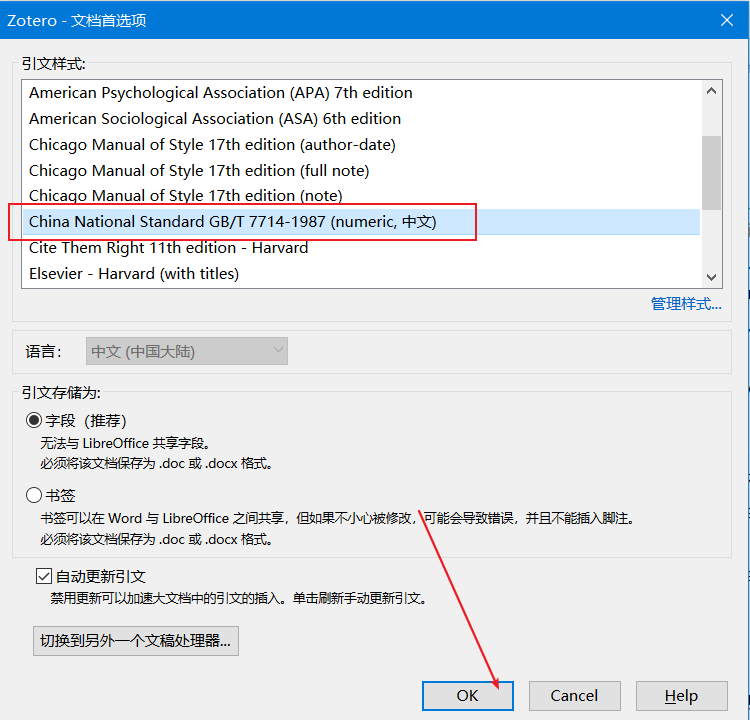 Zotero - 文档首选项
引文样式:
American Psychological Association (APA) 7th edition
American Sociological Association (ASA) 6th edition
Chicago Manual of Style 17th edition (author-date)
Chicago Manual of Style 17th edition (full note)
Chicago Manual of Style 17th edition (note)
China National Standard GB/T 7714-1987 (numeric, 中文)
Cite Them Right 11th edition - Harvard
Elsevier - Harvard (with titles)
管理样式...
语言: 中文 (中国大陆)
引文存储为:
字段（推荐）
无法与 LibreOffice 共享字段。
必须将该文档保存为 .doc 或 .docx 格式。
书签
书签可以在 Word 与 LibreOffice 之间共享，但如果不小心被修改，可能会导致错误，并且不能插入脚注。
必须将该文档保存为 .doc 或 .docx 格式。
自动更新引文
禁用更新可以加速大文档中的引文的插入。单击刷新手动更新引文。
切换到另外一个文稿处理器...
OK Cancel Help